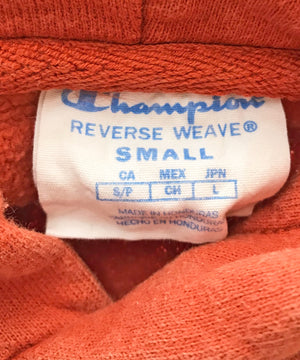 Champion
REVERSE WEAVE®
SMALL
CA MEX JPN
S/P CH L
MADE IN HONDURAS
HECHO EN HONDURAS